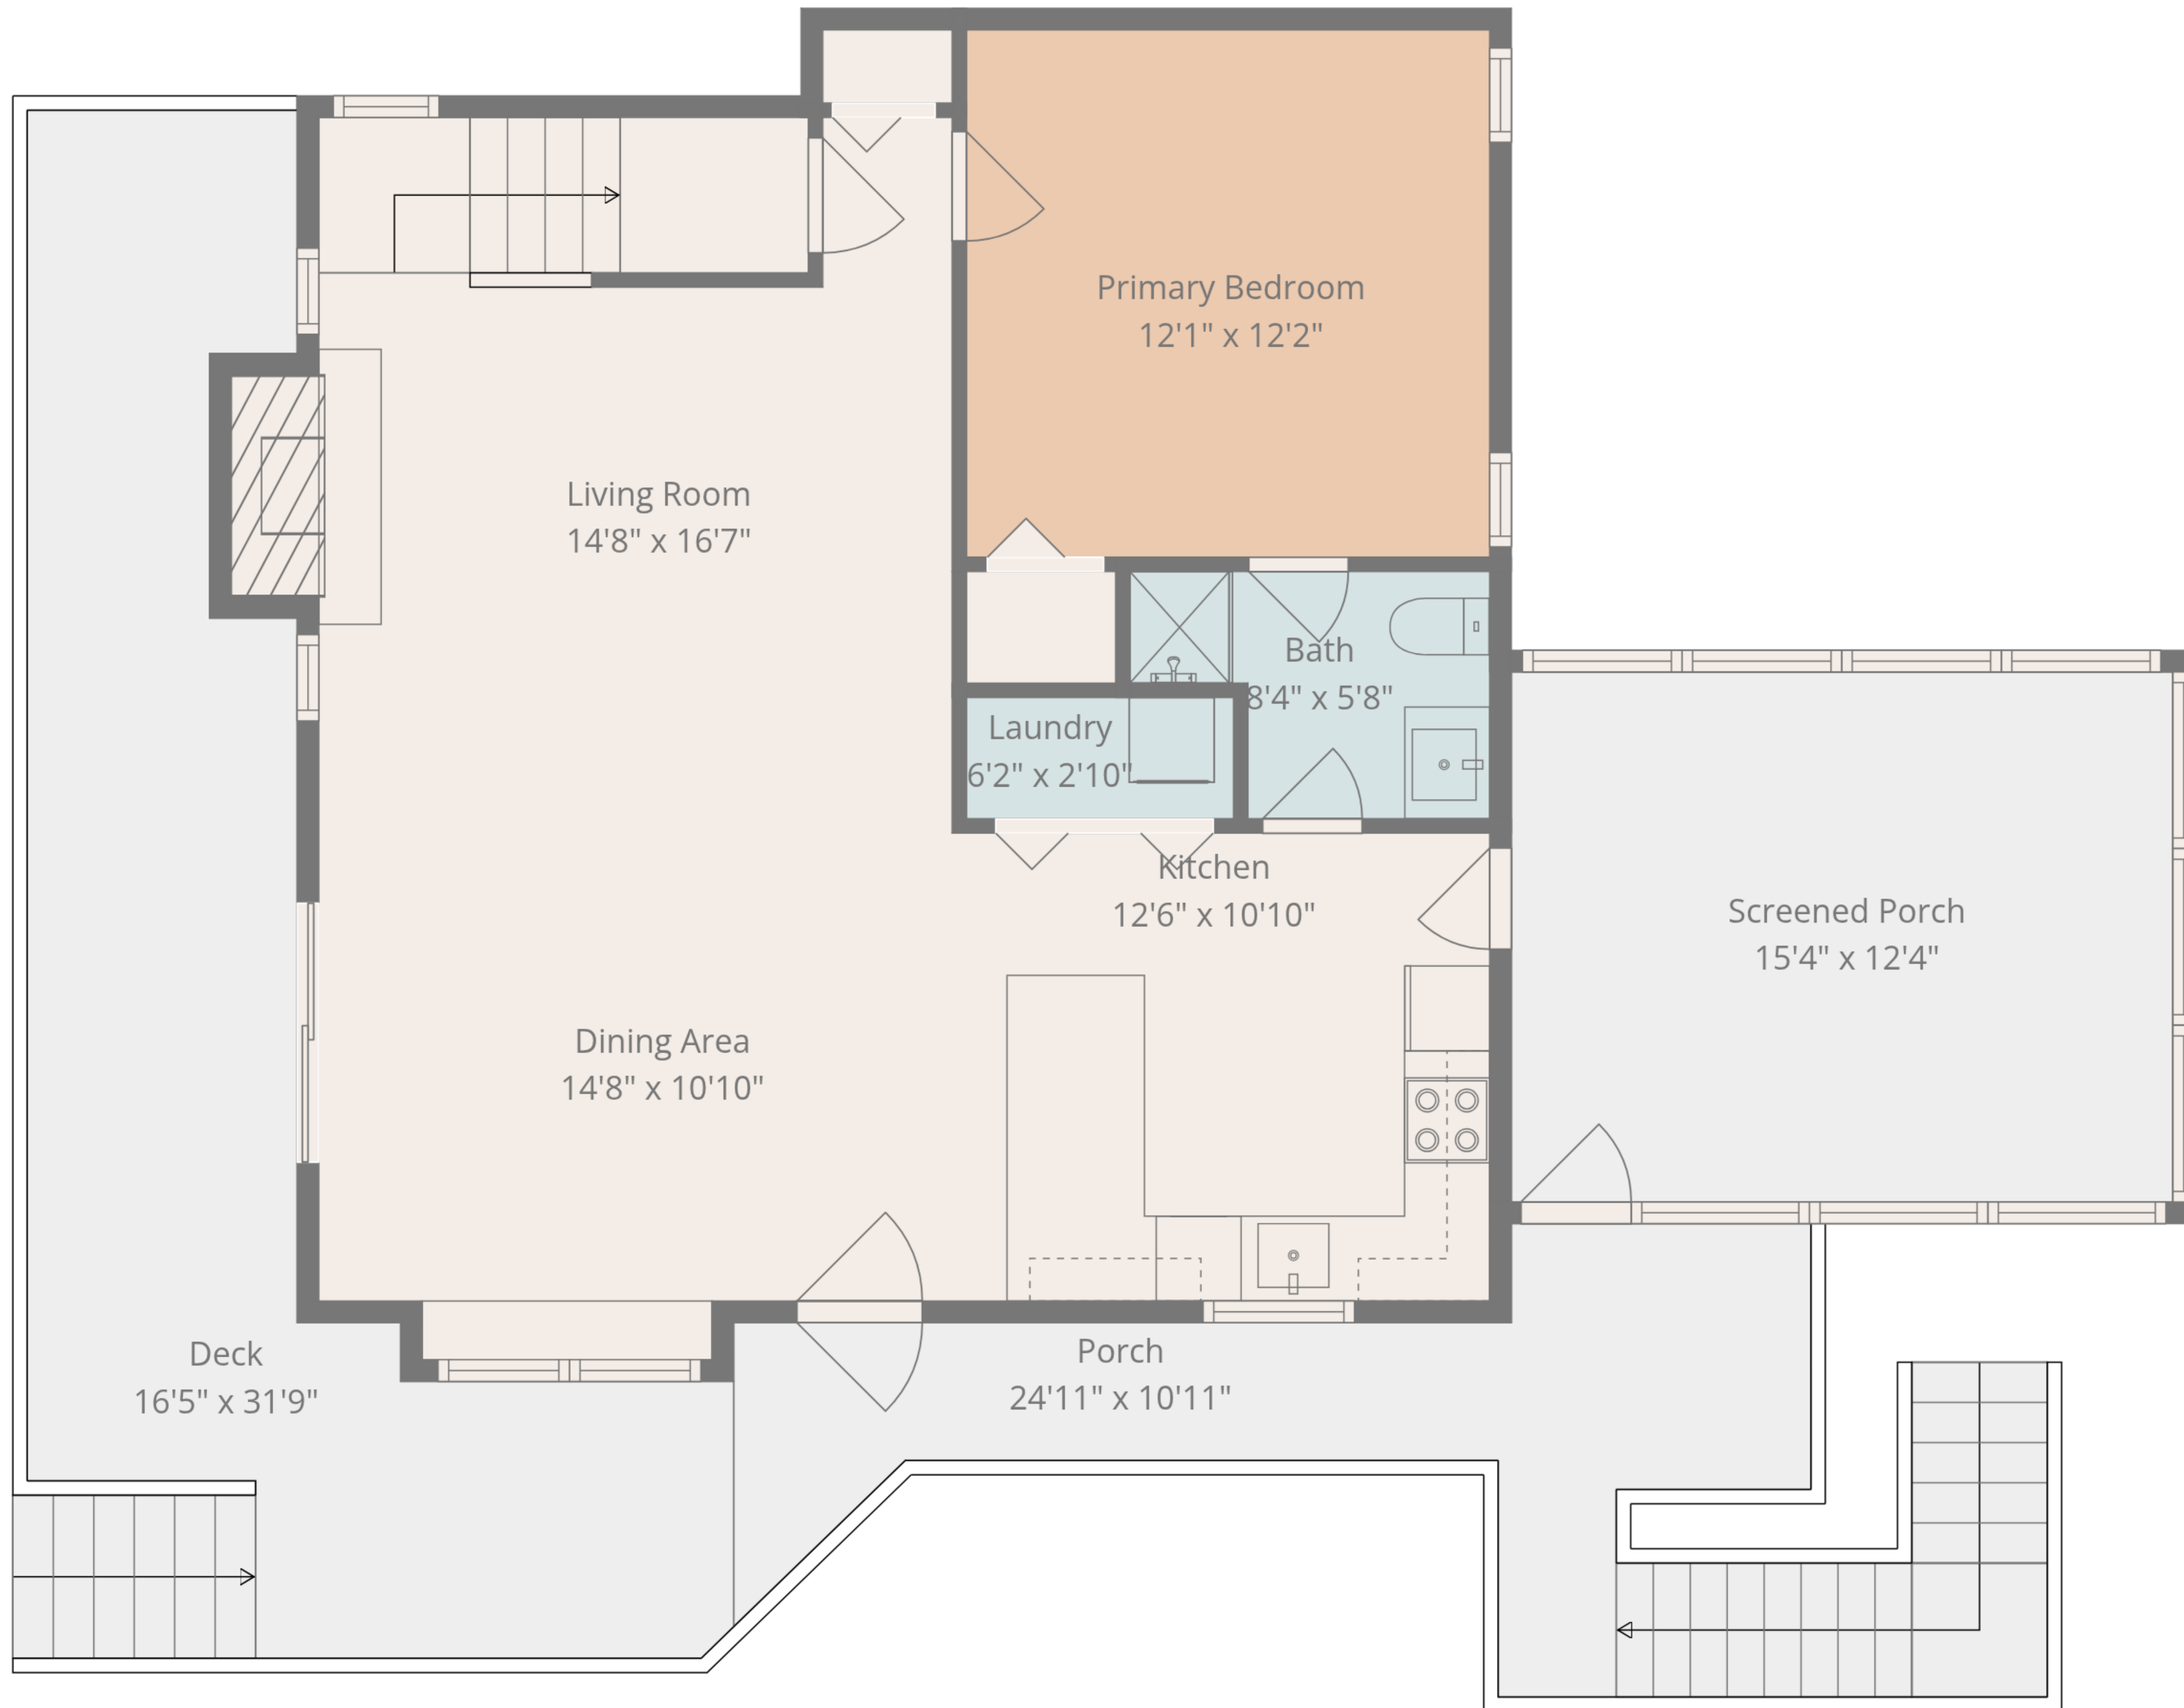 Primary Bedroom
12'1" x 12'2"
Living Room
14'8" x 16'7"
Bath
8'4" x 5'8"
Laundry
6'2" x 2'10"
Kitchen
12'6" x 10'10"
Screened Porch
15'4" x 12'4"
Dining Area
14'8" x 10'10"
Deck
16'5" x 31'9"
Porch
24'11" x 10'11"